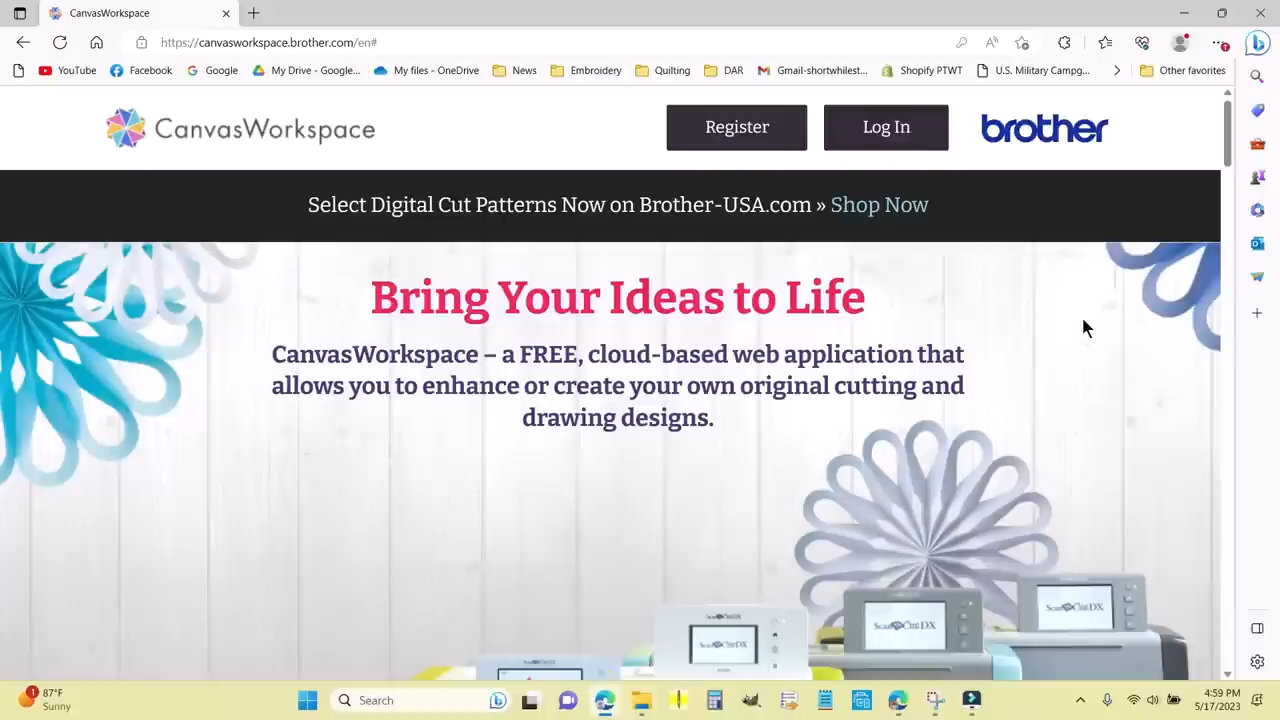 CanvasWorkspace
https://canvasworkspace.brother.com/en#
YouTube
Facebook
Google
My Drive - Google...
My files - OneDrive
News
Embroidery
Quilting
DAR
Gmail-shortwhilest...
Shopify PTWT
U.S. Military Campg...
Other favorites
CanvasWorkspace
Register
Log In
brother
Select Digital Cut Patterns Now on Brother-USA.com » Shop Now
Bring Your Ideas to Life
CanvasWorkspace – a FREE, cloud-based web application that
allows you to enhance or create your own original cutting and
drawing designs.
ScanNCutDX
ScanNCutDX
ScanNCutDX
ScanNCutDX
87°F
Sunny
Search
4:59 PM
5/17/2023